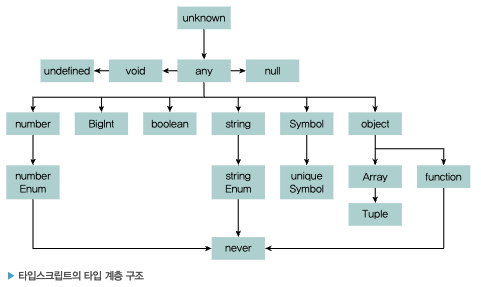 unknown
undefined
void
any
null
number
BigInt
boolean
string
Symbol
object
number
Enum
string
Enum
unique
Symbol
Array
function
Tuple
never
▶ 타입스크립트의 타입 계층 구조